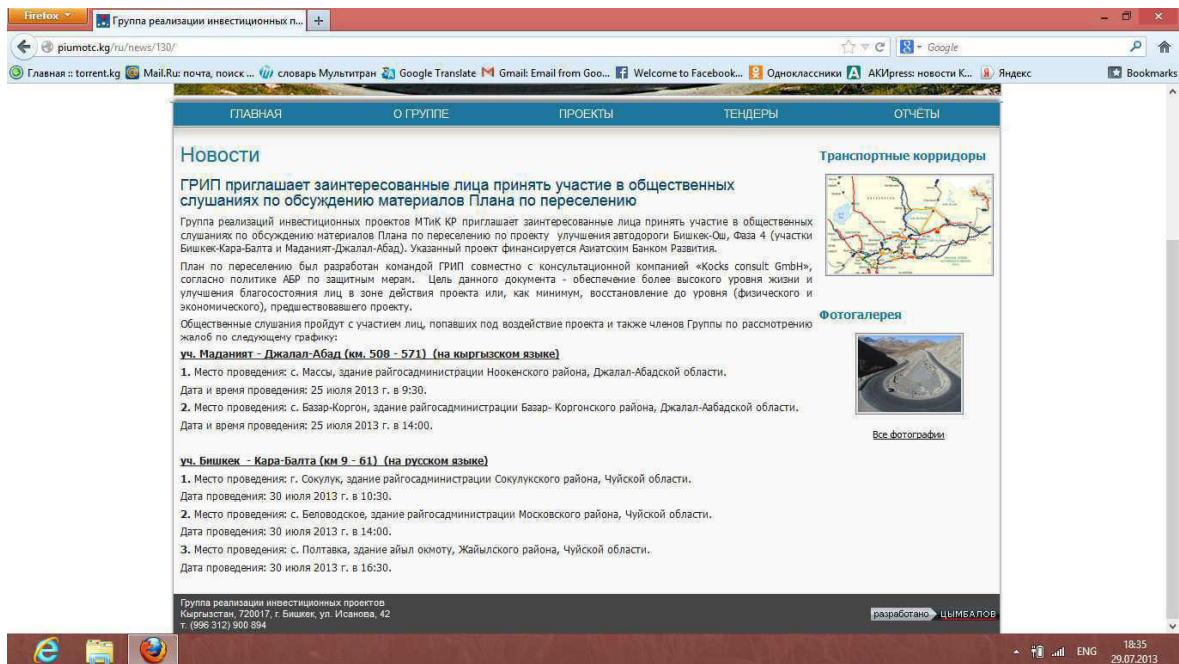 Firefox
Группа реализации инвестиционных п...
piumotc.kg/ru/news/130/
Google
Главная :: torrent.kg Mail.Ru: почта, поиск ... словарь Мультитран Google Translate Gmail: Email from Goo... Welcome to Facebook... Одноклассники АКИpress: новости К... Яндекс Bookmarks
ГЛАВНАЯ О ГРУППЕ ПРОЕКТЫ ТЕНДЕРЫ ОТЧЁТЫ
Новости
ГРИП приглашает заинтересованные лица принять участие в общественных
слушаниях по обсуждению материалов Плана по переселению
Группа реализаций инвестиционных проектов МТиК КР приглашает заинтересованные лица принять участие в общественных
слушаниях по обсуждению материалов Плана по переселению по проекту улучшения автодороги Бишкек-Ош, Фаза 4 (участки
Бишкек-Кара-Балта и Маданият-Джалал-Абад). Указанный проект финансируется Азиатским Банком Развития.
План по переселению был разработан командой ГРИП совместно с консультационной компанией «Kocks consult GmbH»,
согласно политике АБР по защитным мерам. Цель данного документа - обеспечение более высокого уровня жизни и
улучшения благосостояния лиц в зоне действия проекта или, как минимум, восстановление до уровня (физического и
экономического), предшествовавшего проекту.
Общественные слушания пройдут с участием лиц, попавших под воздействие проекта и также членов Группы по рассмотрению
жалоб по следующему графику:
уч. Маданият - Джалал-Абад (км. 508 - 571) (на кыргызском языке)
1. Место проведения: с. Массы, здание райгосадминистрации Ноокенского района, Джалал-Абадской области.
Дата и время проведения: 25 июля 2013 г. в 9:30.
2. Место проведения: с. Базар-Коргон, здание райгосадминистрации Базар- Коргонского района, Джалал-Аабадской области.
Дата и время проведения: 25 июля 2013 г. в 14:00.
уч. Бишкек - Кара-Балта (км 9 - 61) (на русском языке)
1. Место проведения: г. Сокулук, здание райгосадминистрации Сокулукского района, Чуйской области.
Дата проведения: 30 июля 2013 г. в 10:30.
2. Место проведения: с. Беловодское, здание райгосадминистрации Московского района, Чуйской области.
Дата проведения: 30 июля 2013 г. в 14:00.
3. Место проведения: с. Полтавка, здание айыл окмоту, Жайылского района, Чуйской области.
Дата проведения: 30 июля 2013 г. в 16:30.
Транспортные корридоры
Фотогалерея
Все фотографии
Группа реализации инвестиционных проектов
Кыргызстан, 720017, г. Бишкек, ул. Исанова, 42
т. (996 312) 900 894
разработано ЦЫМБАЛОВ
ENG
18:35
29.07.2013